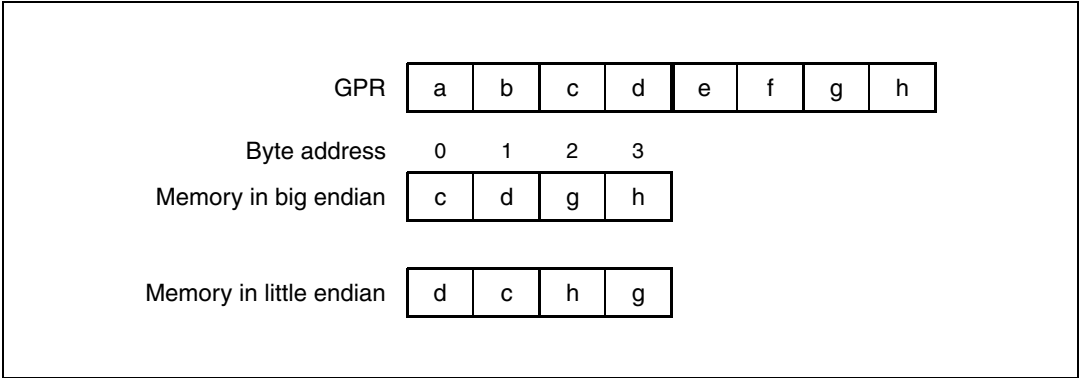 GPR a b c d e f g h
Byte address 0 1 2 3
Memory in big endian c d g h
Memory in little endian d c h g